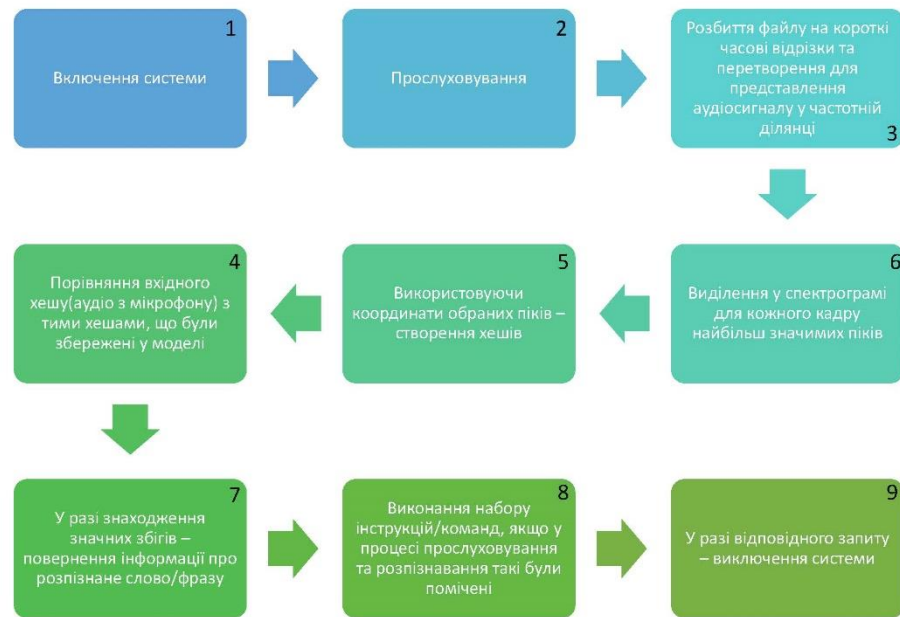 1
Включення системи
2
Прослуховування
Розбиття файлу на короткі
часові відрізки та
перетворення для
представлення
аудіосигналу у частотній
ділянці
3
4
Порівняння вхідного
хешу(аудіо з мікрофону) з
тими хешами, що були
збережені у моделі
5
Використовуючи
координати обраних піків –
створення хешів
6
Виділення у спектрограмі
для кожного кадру
найбільш значимих піків
7
У разі знаходження
значних збігів –
повернення інформації про
розпізнане слово/фразу
8
Виконання набору
інструкцій/команд, якщо у
процесі прослуховування
та розпізнавання такі були
помічені
9
У разі відповідного запиту
– виключення системи